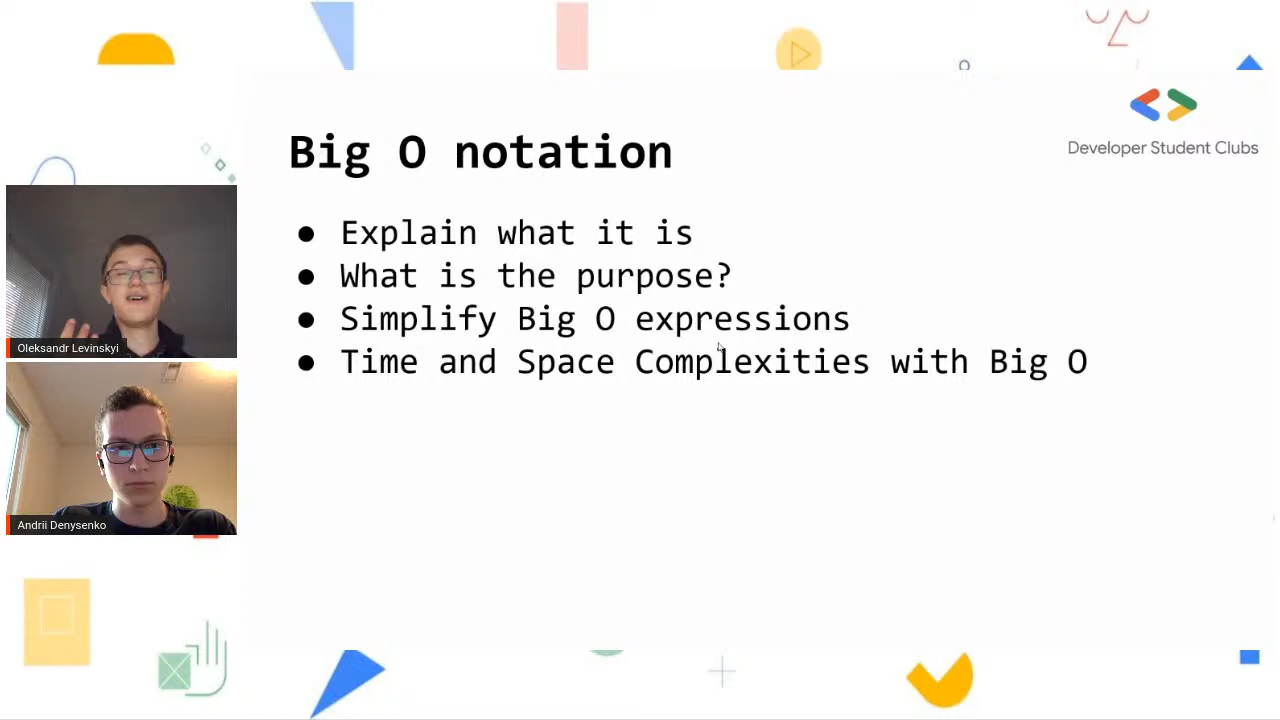 Big O notation
Developer Student Clubs
● Explain what it is
● What is the purpose?
● Simplify Big O expressions
● Time and Space Complexities with Big O
Oleksandr Levinskyi
Andrii Denysenko